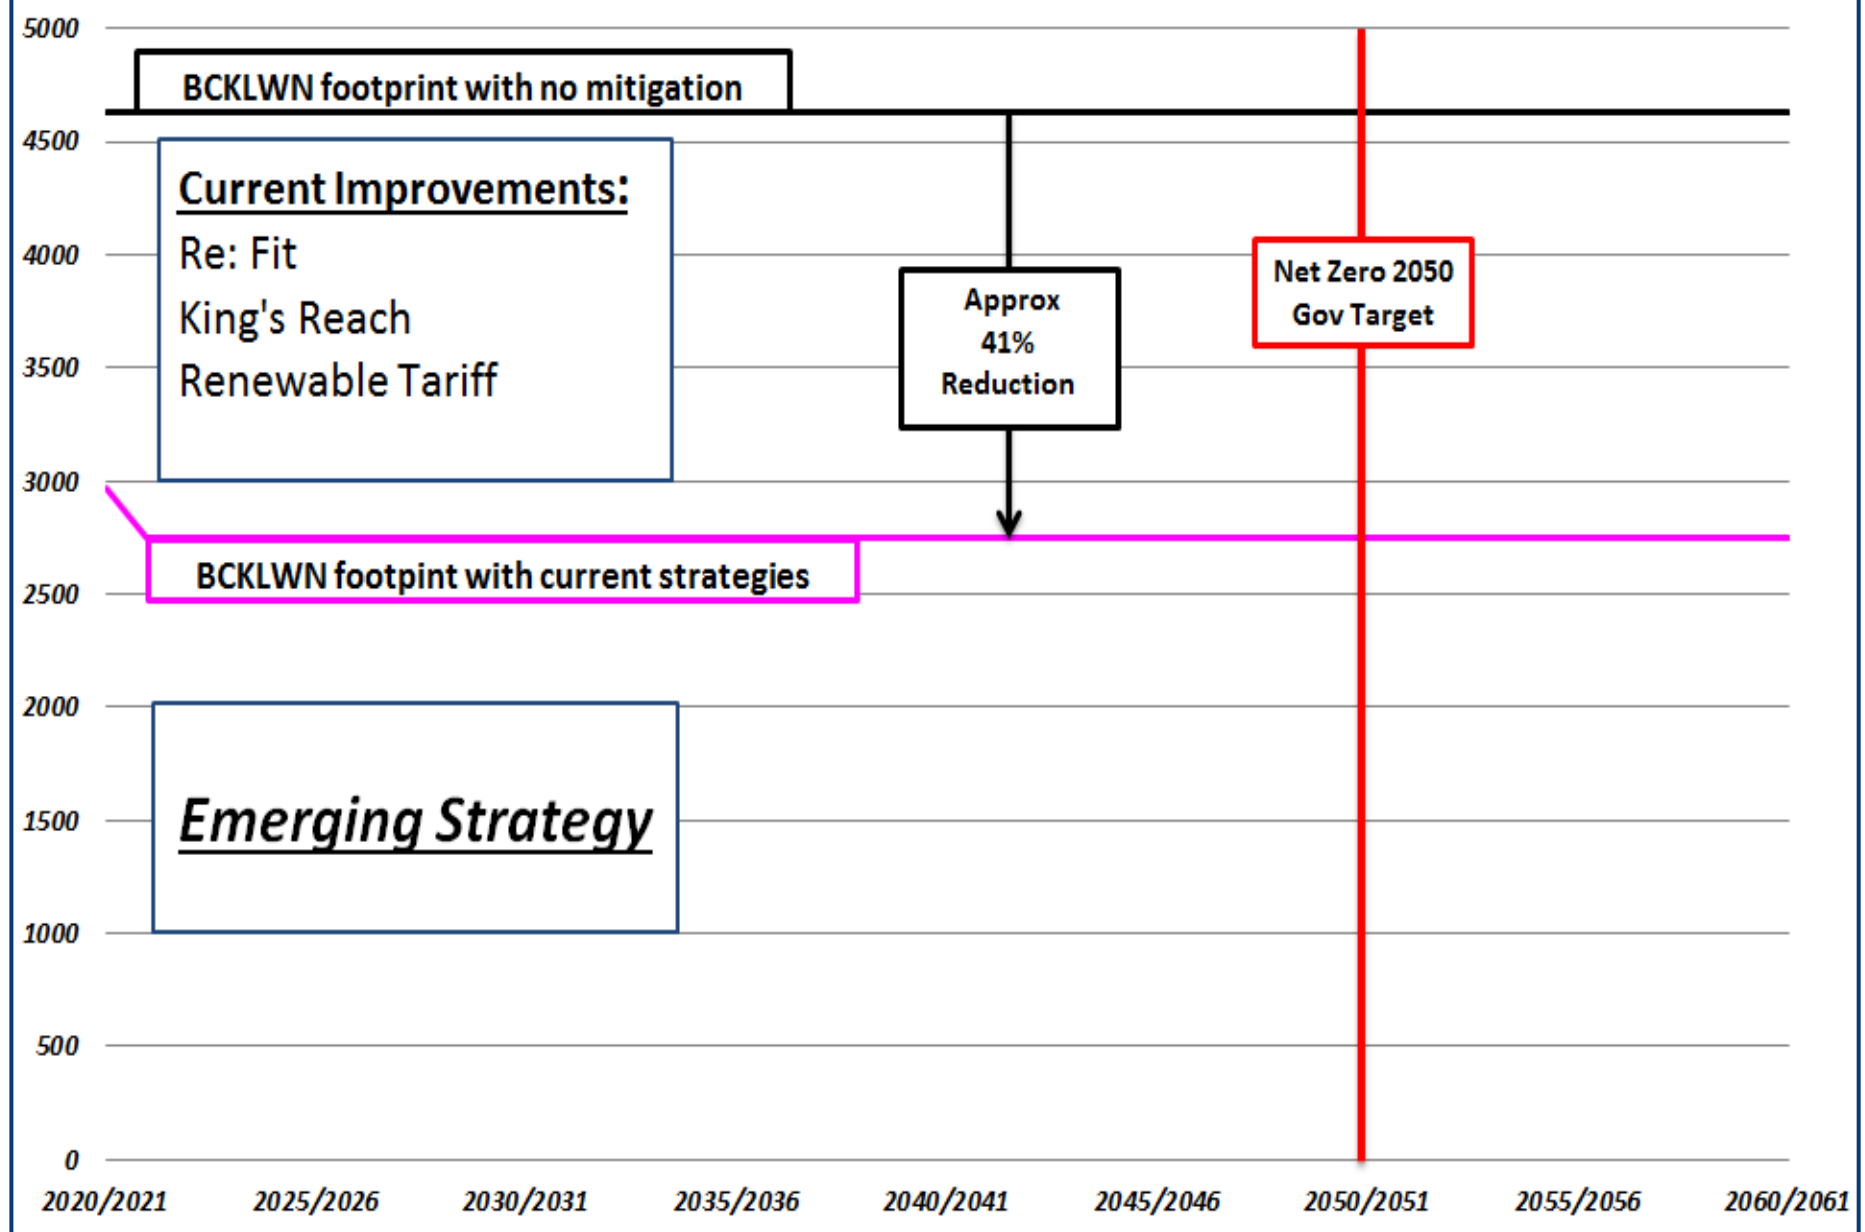 5000
BCKLWN footprint with no mitigation
4500
Current Improvements:
Re: Fit
King's Reach
Renewable Tariff
4000
Net Zero 2050
Gov Target
Approx
41%
Reduction
3500
3000
BCKLWN footpint with current strategies
2500
2000
Emerging Strategy
1500
1000
500
0
2020/2021 2025/2026 2030/2031 2035/2036 2040/2041 2045/2046 2050/2051 2055/2056 2060/2061